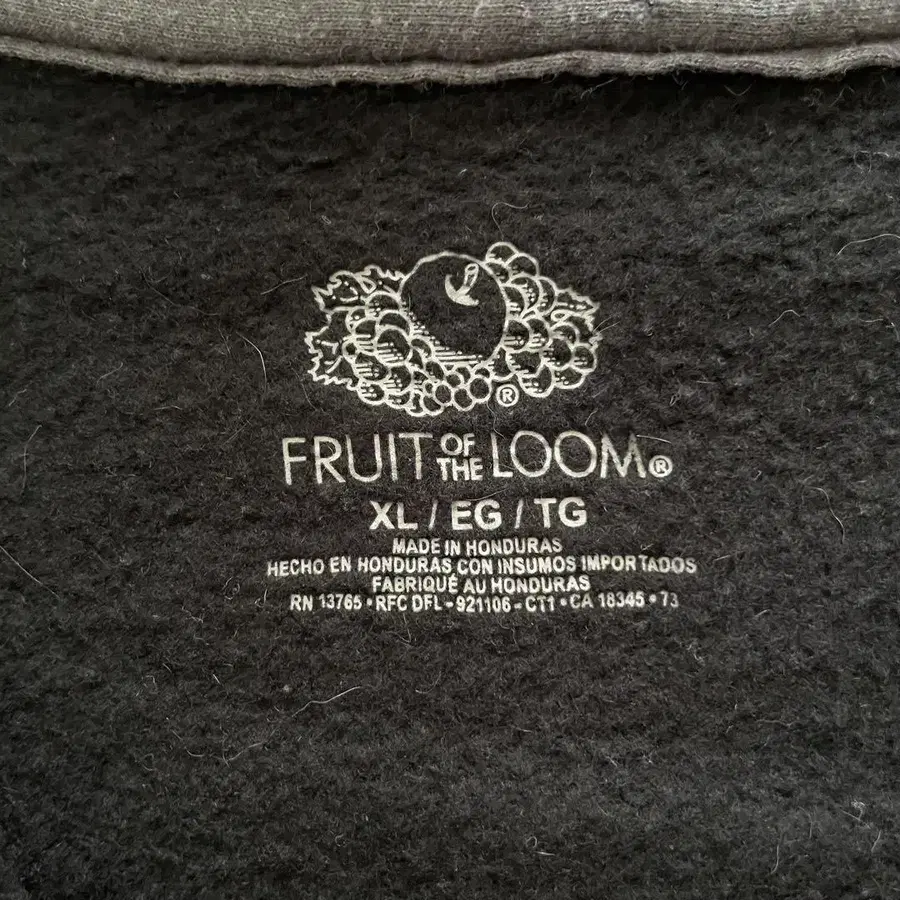 ®
FRUIT OF THE LOOM®
XL / EG / TG
MADE IN HONDURAS
HECHO EN HONDURAS CON INSUMOS IMPORTADOS
FABRIQUÉ AU HONDURAS
RN 13765 • RFC DFL - 921106 - CT1 • CA 18345 • 73